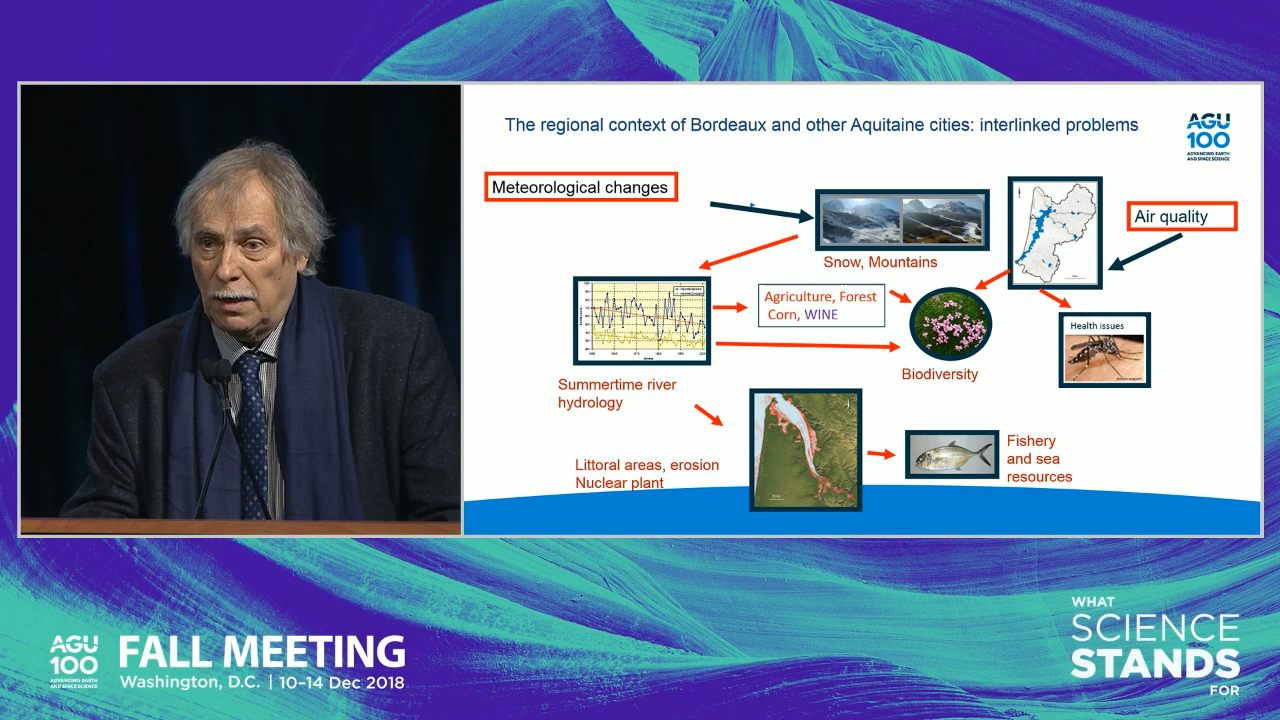 The regional context of Bordeaux and other Aquitaine cities: interlinked problems
AGU
100
ADVANCING EARTH
AND SPACE SCIENCE
Meteorological changes
Air quality
Snow, Mountains
Agriculture, Forest
Corn, WINE
Health issues
Biodiversity
Summertime river
hydrology
Littoral areas, erosion
Nuclear plant
Fishery
and sea
resources
AGU
100
ADVANCING EARTH
AND SPACE SCIENCE
FALL MEETING
Washington, D.C. | 10–14 Dec 2018
WHAT
SCIENCE
STANDS
FOR